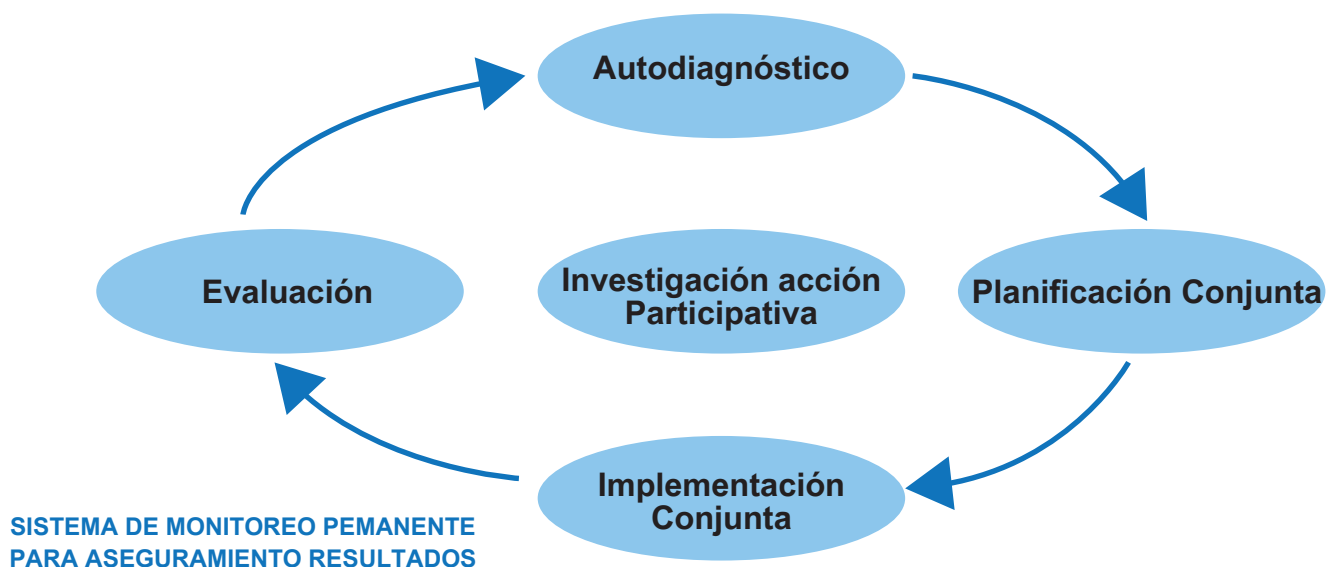 Autodiagnóstico
Evaluación
Investigación acción
Participativa
Planificación Conjunta
Implementación
Conjunta
SISTEMA DE MONITOREO PEMANENTE
PARA ASEGURAMIENTO RESULTADOS